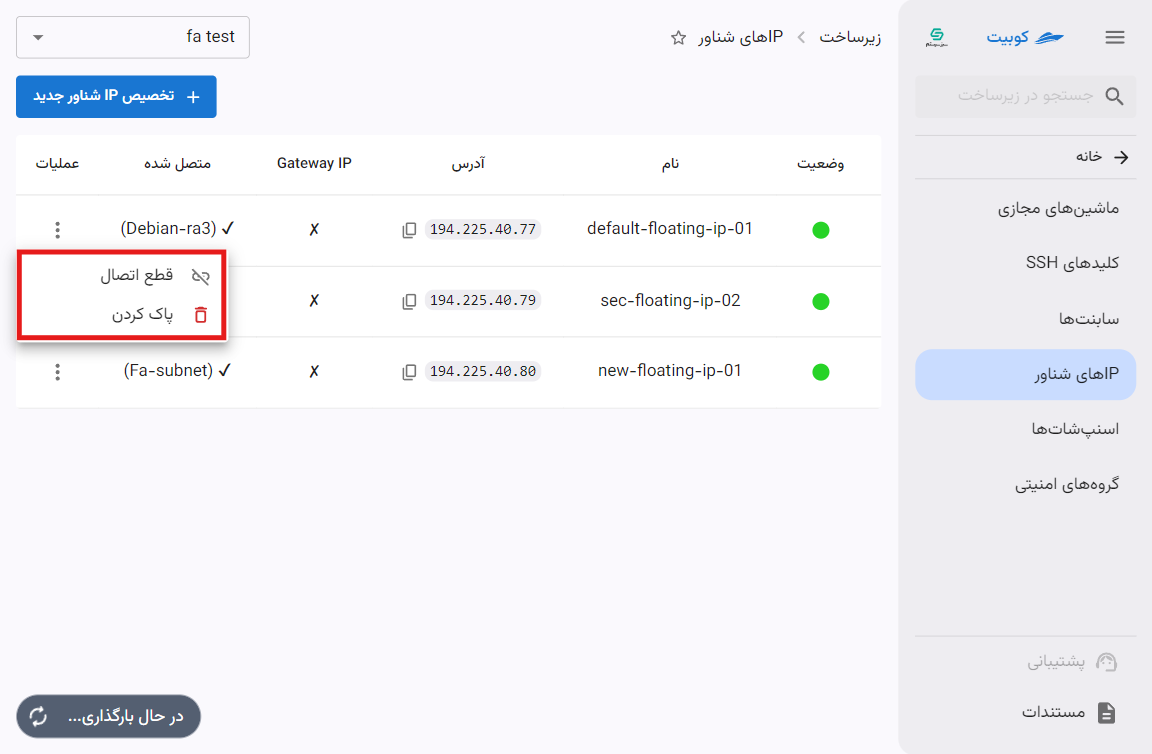 کوبیت
جستجو در زیرساخت
خانه
ماشین‌های مجازی
کلیدهای SSH
سابنت‌ها
IPهای شناور
اسنپ‌شات‌ها
گروه‌های امنیتی
پشتیبانی
مستندات
زیرساخت
IPهای شناور
fa test
تخصیص IP شناور جدید
وضعیت نام آدرس Gateway IP متصل شده عملیات
default-floating-ip-01 194.225.40.77 ✗ ✓ (Debian-ra3)
sec-floating-ip-02 194.225.40.79 ✗
new-floating-ip-01 194.225.40.80 ✗ ✓ (Fa-subnet)
قطع اتصال
پاک کردن
در حال بارگذاری...